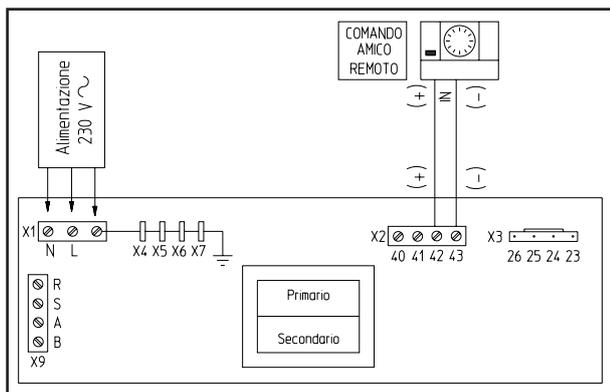 COMANDO
AMICO
REMOTO
Alimentazione
230 V
(+) IN (-)
(+) (-)
X1
N L
X4 X5 X6 X7
X2
40 41 42 43
X3
26 25 24 23
R
S
A
B
X9
Primario
Secondario